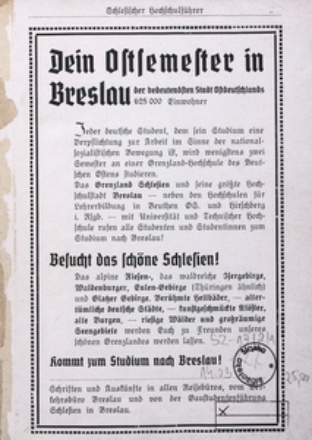 Schlesischer Hochschulführer
Dein Ostsemester in
Breslau der bedeutendsten Stadt Ostdeutschlands
625 000 Einwohner
Jeder deutsche Student, dem sein Studium eine
Verpflichtung zur Arbeit im Sinne der national-
sozialistischen Bewegung ist, wird wenigstens zwei
Semester an einer Grenzland-Hochschule des Deut-
schen Ostens studieren.
Das Grenzland Schlesien und seine größte Hoch-
schulstadt Breslau — neben den Hochschulen für
Lehrerbildung in Beuthen OS. und Hirschberg
i. Rsgb. — mit Universität und Technischer Hoch-
schule rufen alle Studenten und Studentinnen zum
Studium nach Breslau!
Besucht das schöne Schlesien!
Das alpine Riesen-, das waldreiche Isergebirge,
Waldenburger, Eulen-Gebirge (Thüringen ähnlich)
und Glatzer Gebirge, Berühmte Heilbäder, — alter-
tümliche deutsche Städte, — kunstgeschmückte Klöster,
alte Burgen, — riesige Wälder und großräumige
Seengebiete werden Euch zu Freunden unseres
schönen Grenzlandes werden lassen.
Kommt zum Studium nach Breslau!
Schriften und Auskünfte in allen Reisebüros, vom
kehrsbüro Breslau und von der Gaustudentenführung
Schlesien in Breslau.